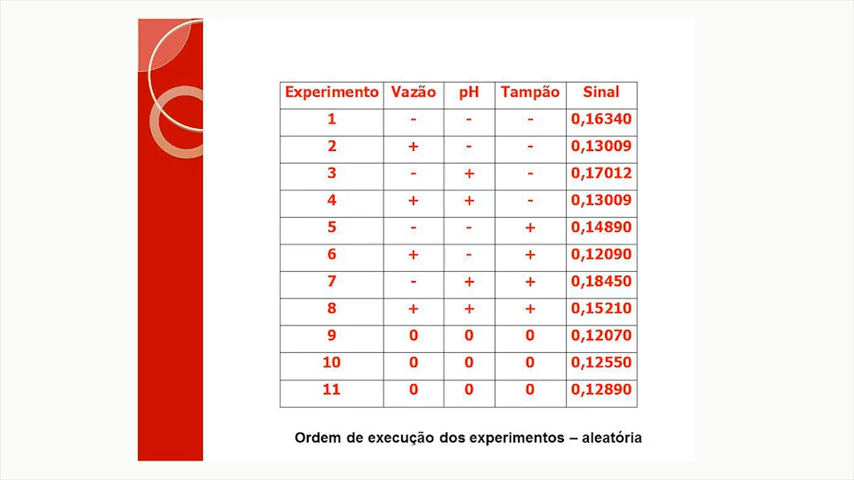 Experimento Vazão pH Tampão Sinal
1 - - - 0,16340
2 + - - 0,13009
3 - + - 0,17012
4 + + - 0,13009
5 - - + 0,14890
6 + - + 0,12090
7 - + + 0,18450
8 + + + 0,15210
9 0 0 0 0,12070
10 0 0 0 0,12550
11 0 0 0 0,12890
Ordem de execução dos experimentos – aleatória